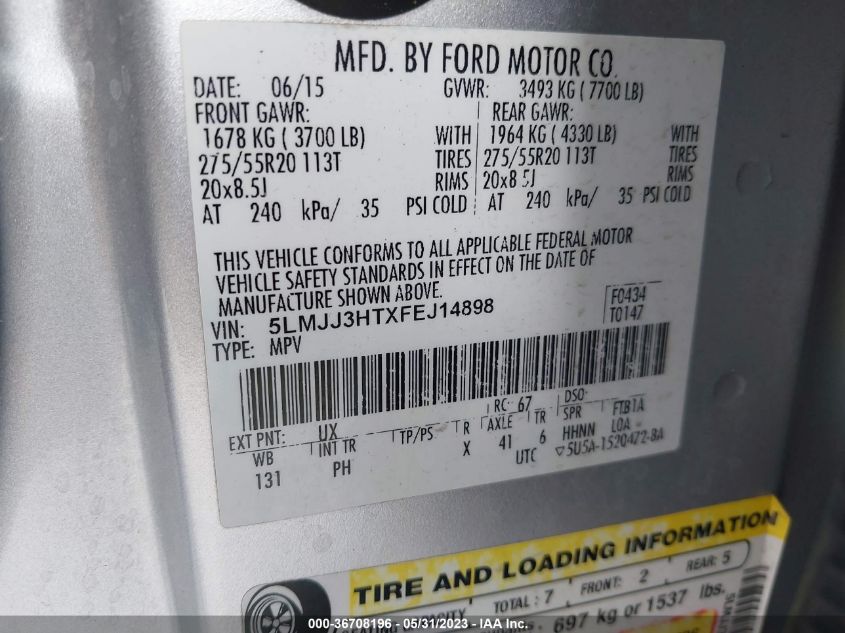 MFD. BY FORD MOTOR CO.
DATE: 06/15 GVWR: 3493 KG ( 7700 LB)
FRONT GAWR: REAR GAWR:
1678 KG ( 3700 LB) WITH 1964 KG ( 4330 LB) WITH
275/55R20 113T TIRES 275/55R20 113T TIRES
20x8.5J RIMS 20x8.5J RIMS
AT 240 kPa/ 35 PSI COLD AT 240 kPa/ 35 PSI COLD
THIS VEHICLE CONFORMS TO ALL APPLICABLE FEDERAL MOTOR
VEHICLE SAFETY STANDARDS IN EFFECT ON THE DATE OF
MANUFACTURE SHOWN ABOVE.
VIN: 5LMJJ3HTXFEJ14898 F0434
TYPE: MPV T0147
EXT PNT: UX RC: 67 DSO:
WB INT TR TP/PS R AXLE TR SPR FTB1A
131 PH X 41 6 HHNN LOA
UTC ▽5U5A-1520472-BA
TIRE AND LOADING INFORMATION
SEATING CAPACITY TOTAL : 7 FRONT: 2 REAR: 5
697 kg or 1537 lbs.
000-36708196 - 05/31/2023 - IAA Inc.